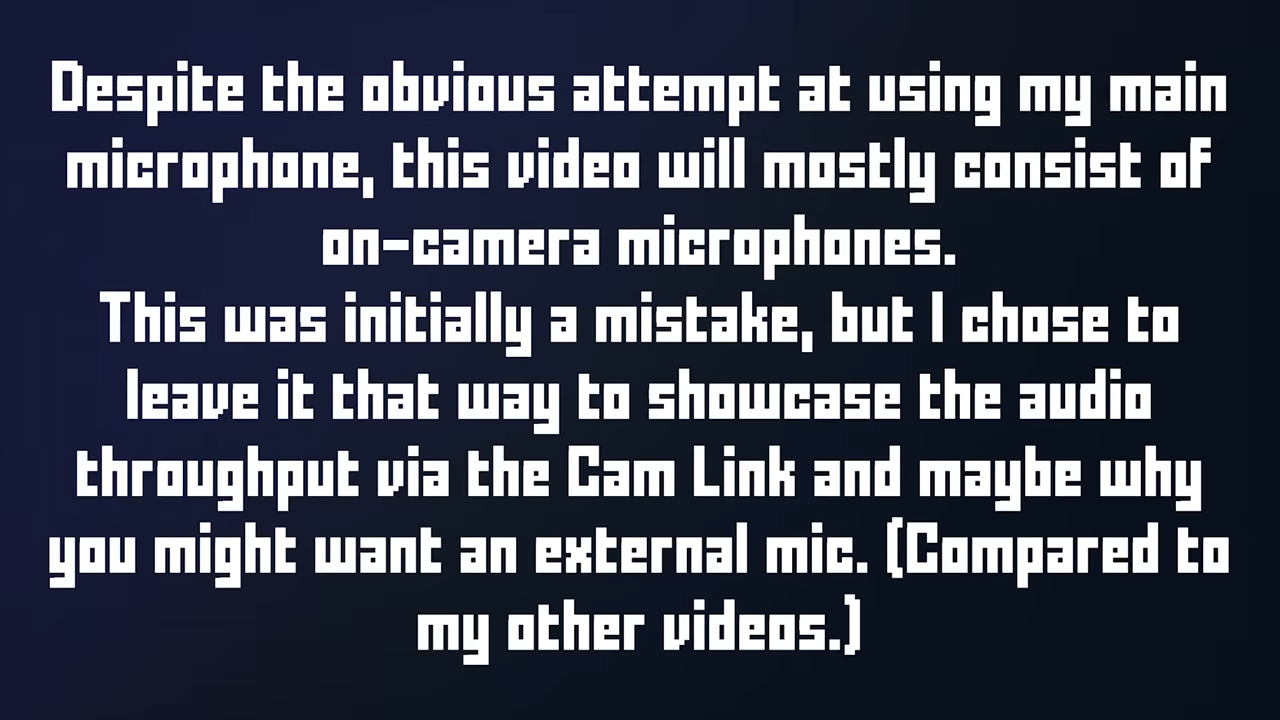 Despite the obvious attempt at using my main
microphone, this video will mostly consist of
on-camera microphones.
This was initially a mistake, but I chose to
leave it that way to showcase the audio
throughput via the Cam Link and maybe why
you might want an external mic. (Compared to
my other videos.)